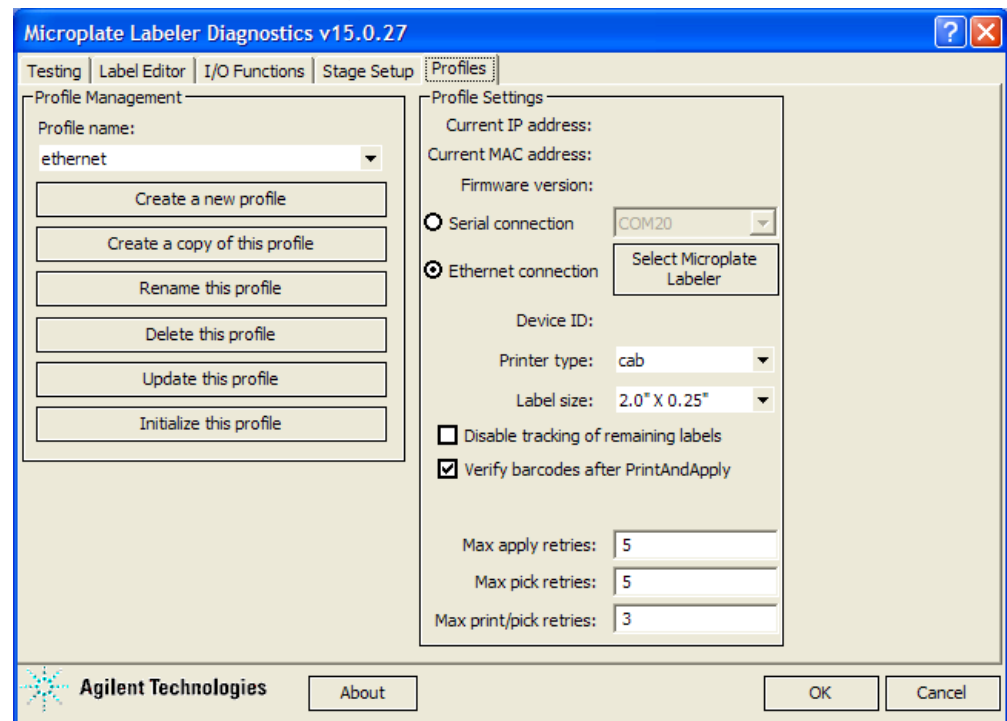 Microplate Labeler Diagnostics v15.0.27
?
X
Testing
Label Editor
I/O Functions
Stage Setup
Profiles
Profile Management
Profile name:
ethernet
Create a new profile
Create a copy of this profile
Rename this profile
Delete this profile
Update this profile
Initialize this profile
Profile Settings
Current IP address:
Current MAC address:
Firmware version:
Serial connection
COM20
Ethernet connection
Select Microplate
Labeler
Device ID:
Printer type: cab
Label size: 2.0" X 0.25"
Disable tracking of remaining labels
Verify barcodes after PrintAndApply
Max apply retries: 5
Max pick retries: 5
Max print/pick retries: 3
Agilent Technologies
About
OK
Cancel